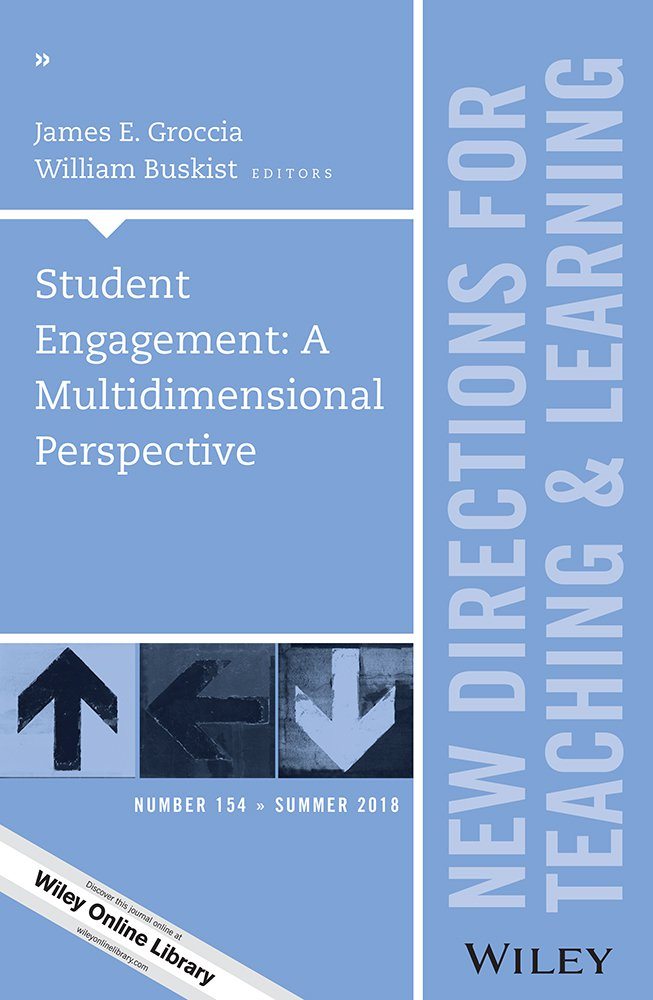 »
James E. Groccia
William Buskist EDITORS
Student
Engagement: A
Multidimensional
Perspective
NUMBER 154 » SUMMER 2018
Discover this journal online at
Wiley Online Library
wileyonlinelibrary.com
NEW DIRECTIONS FOR
TEACHING & LEARNING
WILEY